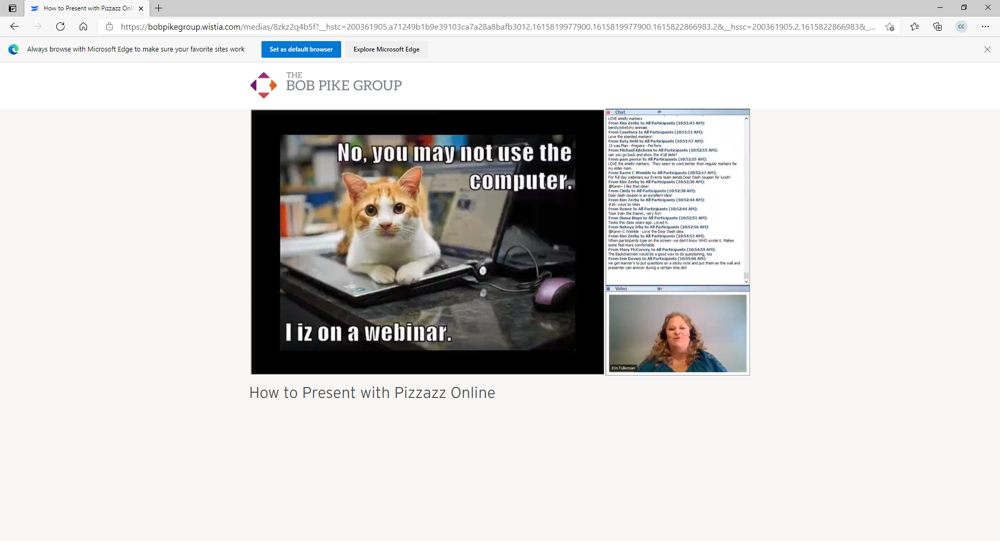 How to Present with Pizzazz Onli
https://bobpikegroup.wistia.com/medias/8zkz2q4b5f?__hstc=200361905.a71249b1b9e39103ca7a28a8bafb3012.1615819977900.1615819977900.1615822866983.2&__hssc=200361905.2.1615822866983&_...
CC
Always browse with Microsoft Edge to make sure your favorite sites work
Set as default browser
Explore Microsoft Edge
THE
BOB PIKE GROUP
No, you may not use the
computer.
I iz on a webinar.
Chat
LOVE smelly markers
From Kim Zerby to All Participants (10:51:43 AM):
bendy/stretchy animals
From Courtney to All Participants (10:51:51 AM):
Love the scented markers!
From Katy Held to All Participants (10:51:57 AM):
15 was Plan - Prepare - Perform
From Michael Kitchens to All Participants (10:52:15 AM):
can you go back and show the #18 slide?
From pam pierce to All Participants (10:52:15 AM):
LOVE the smelly markers. They seem to work better than regular markers for
my elder mom.
From Karen C Weinkle to All Participants (10:52:17 AM):
For full day webinars our Events team sends Door Dash coupon for lunch!
From Kim Zerby to All Participants (10:52:30 AM):
@Karen- I like that idea!
From Cindy to All Participants (10:52:38 AM):
Door dash coupon is an excellent idea!
From Kim Zerby to All Participants (10:52:44 AM):
#16- ways to relax
From Renee to All Participants (10:52:44 AM):
Took train the trainer, very fun!
From Diana Bispo to All Participants (10:52:51 AM):
Tooks this class years ago. Loved it.
From Nekeya Irby to All Participants (10:52:56 AM):
@Karen C Weinkle - Love the Door Dash idea
From Kim Zerby to All Participants (10:54:53 AM):
When participants type on the screen- we don't know WHO wrote it. Makes
some feel more comfortable
From Mary McCorvey to All Participants (10:54:59 AM):
The Backchannels would be a good way to do questioning, too
From Erin Davies to All Participants (10:55:06 AM):
we get learner's to put questions on a sticky note and put them on the wall and
presenter can answer during a certain time slot
Video
Erin Fullerman
How to Present with Pizzazz Online